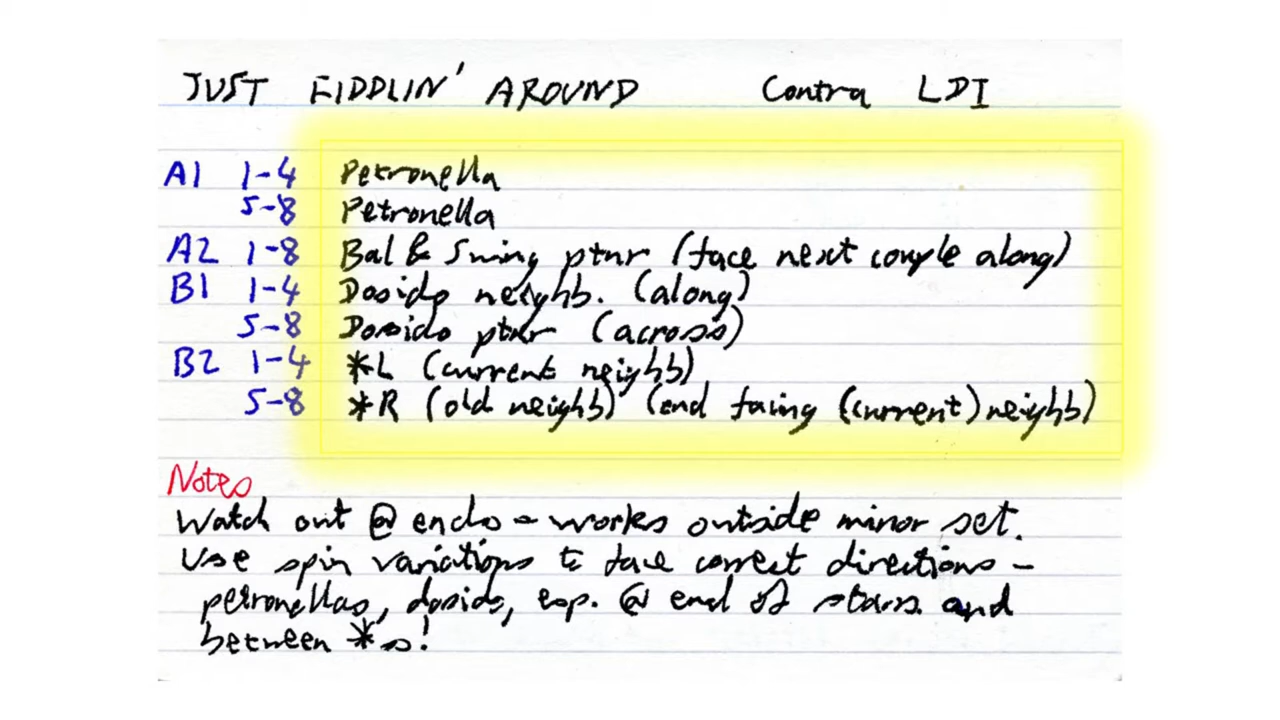 JUST FIDDLIN' AROUND Contra LDI
A1 1-4 Petronella
5-8 Petronella
A2 1-8 Bal & Swing ptnr (face next couple along)
B1 1-4 Dosido neighb. (along)
5-8 Dosido ptnr (across)
B2 1-4 *L (current neighb)
5-8 *R (old neighb) (end facing (current) neighb)
Notes
Watch out @ ends - works outside minor set.
Use spin variations to face correct directions -
petronellas, dosido, esp. @ end of stars and
between *s!